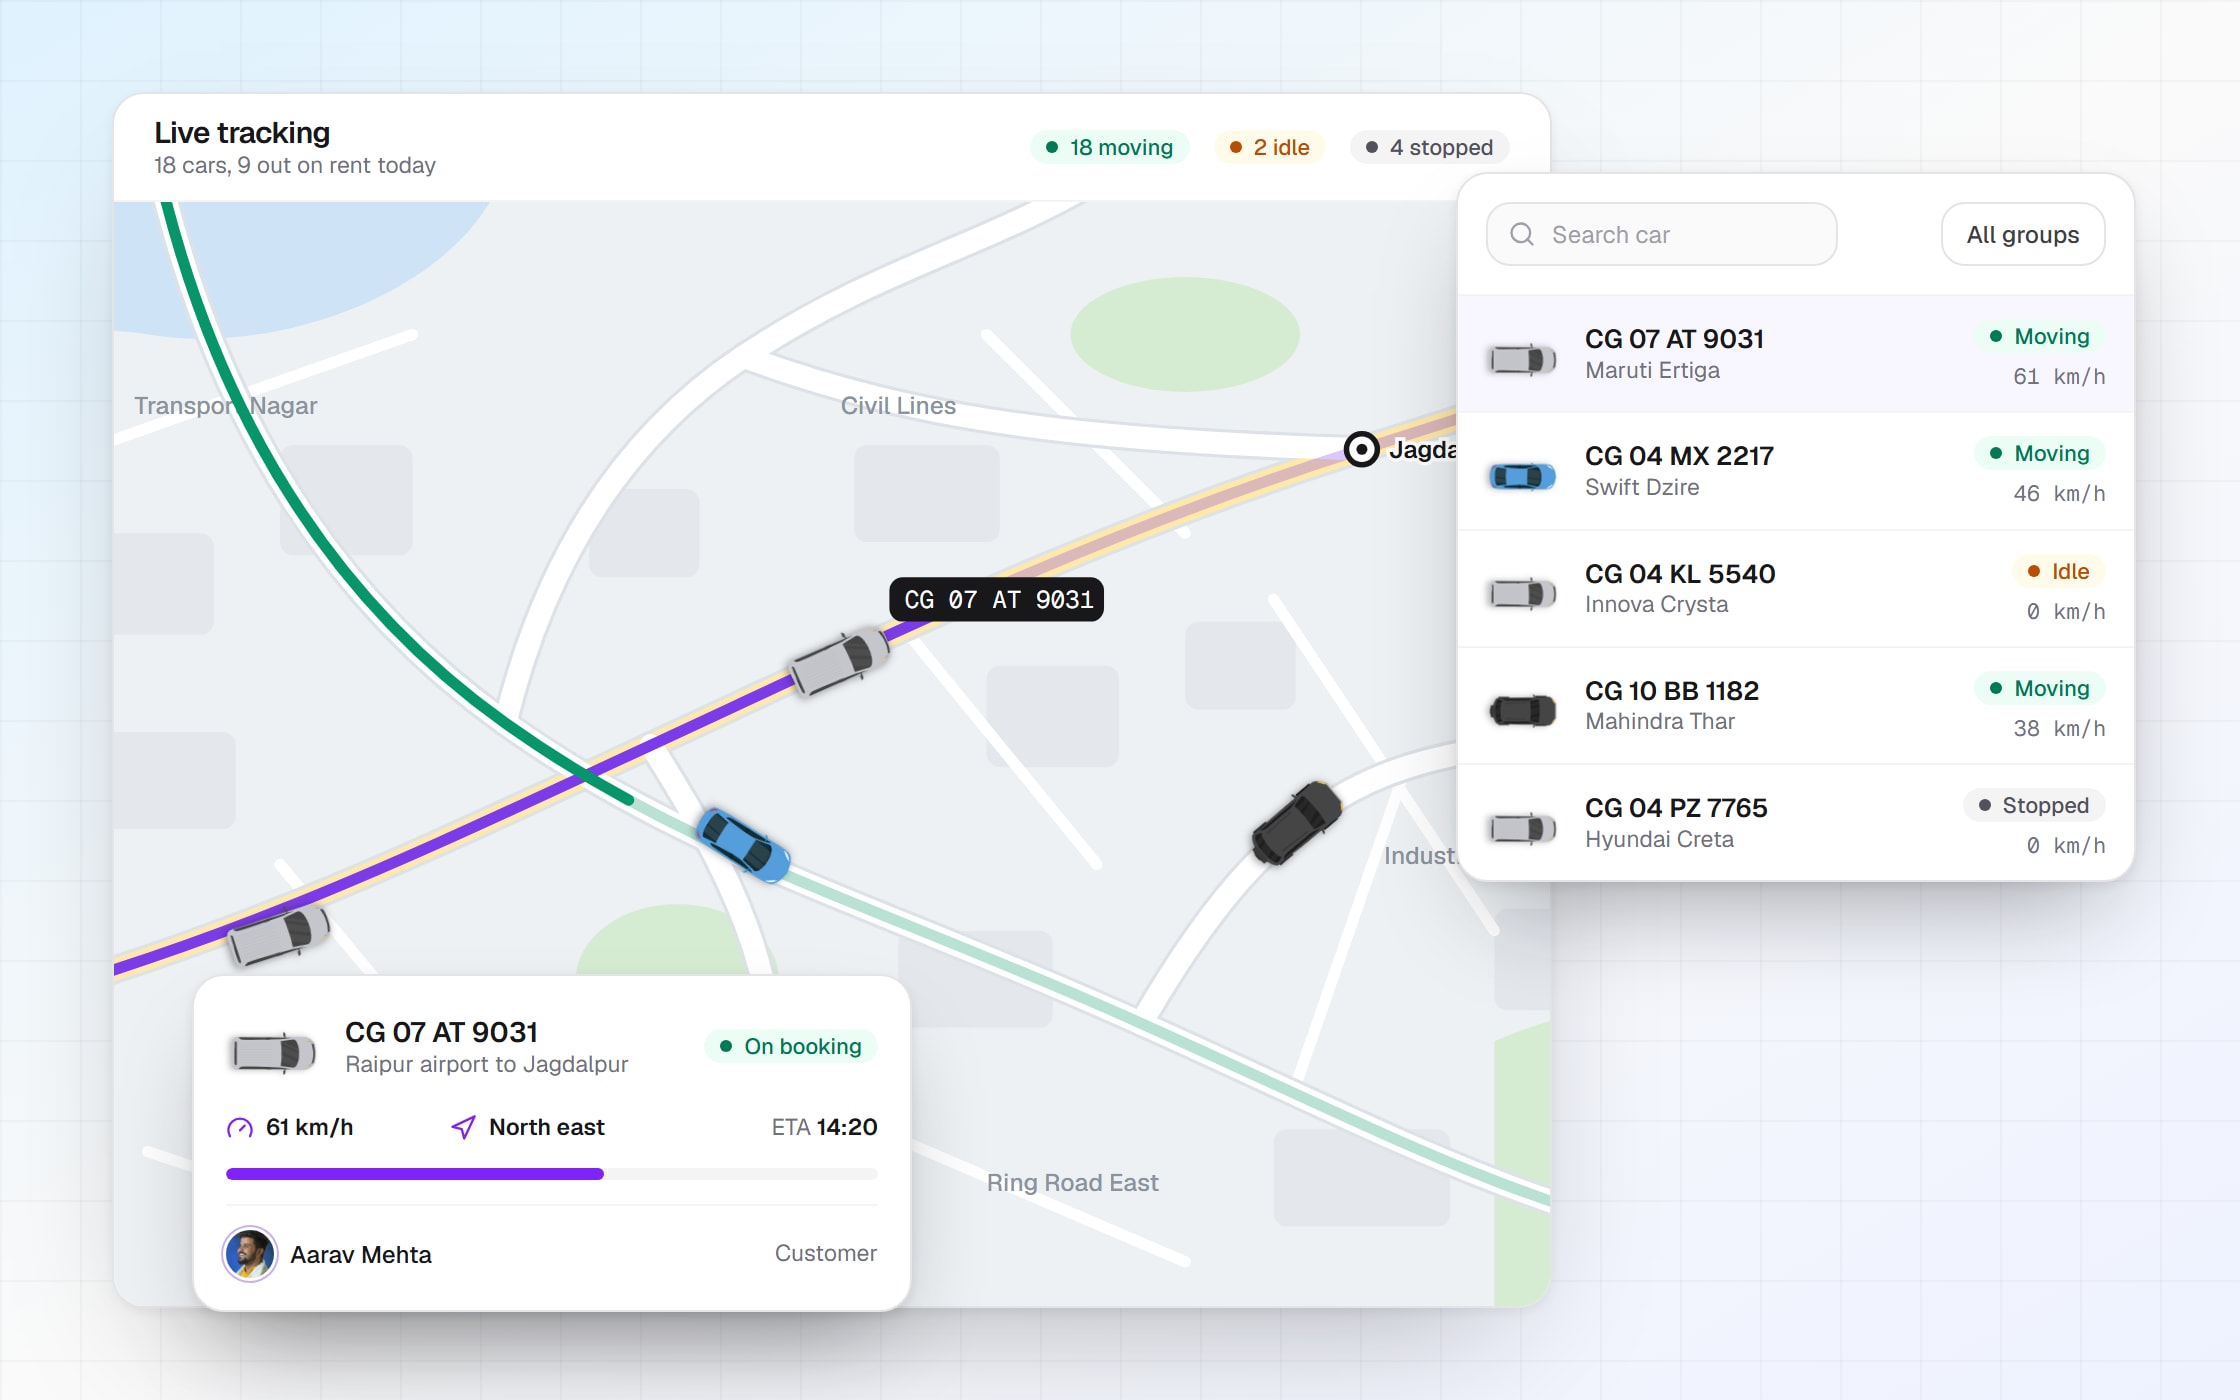 Live tracking
18 cars, 9 out on rent today
18 moving
2 idle
4 stopped
Search car
All groups
CG 07 AT 9031
Maruti Ertiga
Moving
61 km/h
CG 04 MX 2217
Swift Dzire
Moving
46 km/h
CG 04 KL 5540
Innova Crysta
Idle
0 km/h
CG 10 BB 1182
Mahindra Thar
Moving
38 km/h
CG 04 PZ 7765
Hyundai Creta
Stopped
0 km/h
Transport Nagar
Civil Lines
Jagda
CG 07 AT 9031
Indust
Ring Road East
CG 07 AT 9031
Raipur airport to Jagdalpur
On booking
61 km/h
North east
ETA 14:20
Aarav Mehta
Customer